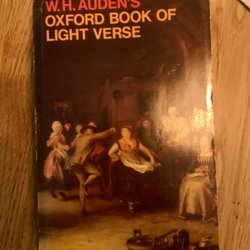 W.H. AUDEN'S
OXFORD BOOK OF
LIGHT VERSE